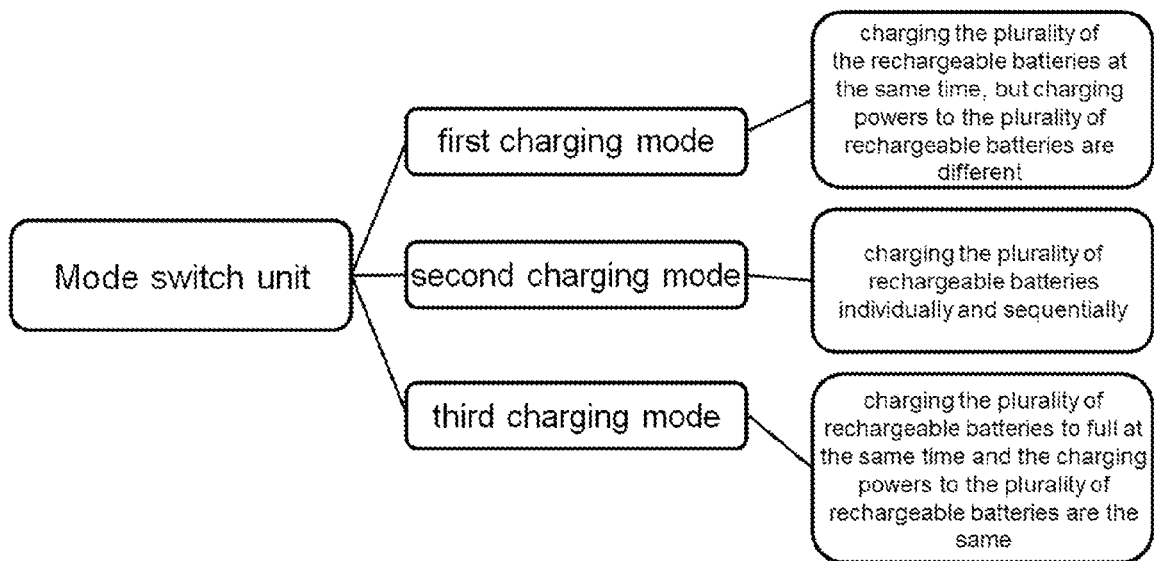 Mode switch unit
first charging mode
charging the plurality of
the rechargeable batteries at
the same time, but charging
powers to the plurality of
rechargeable batteries are
different
second charging mode
charging the plurality of
rechargeable batteries
individually and sequentially
third charging mode
charging the plurality of
rechargeable batteries to full at
the same time and the charging
powers to the plurality of
rechargeable batteries are the
same